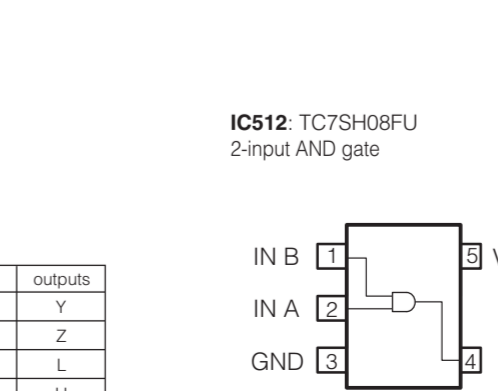 IC512: TC7SH08FU
2-input AND gate
IN B 1
5
IN A 2
GND 3
4
outputs
Y
Z
L